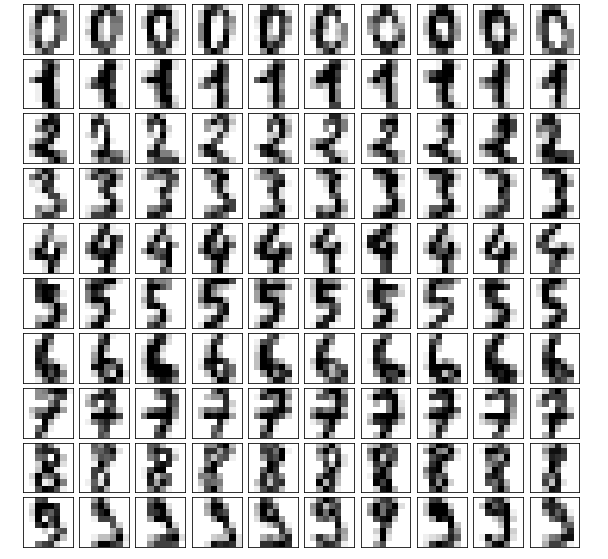 0 0 0 0 0 0 0 0 0 0
1 1 1 1 1 1 1 1 1 1
2 2 2 2 2 2 2 2 2 2
3 3 3 3 3 3 3 3 3 3
4 4 4 4 4 4 4 4 4 4
5 5 5 5 5 5 5 5 5 5
6 6 6 6 6 6 6 6 6 6
7 7 7 7 7 7 7 7 7 7
8 8 8 8 8 8 8 8 8 8
9 9 9 9 9 9 9 9 9 9